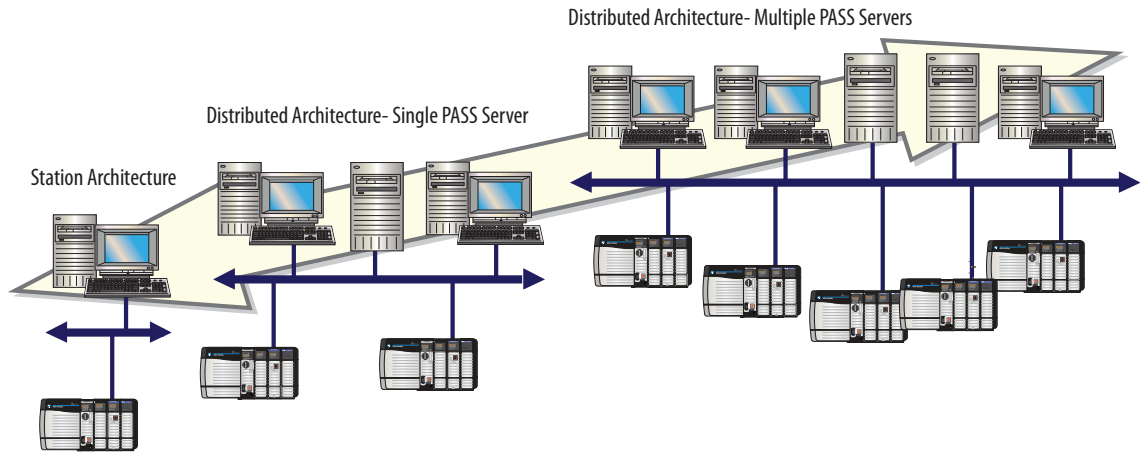 Distributed Architecture- Multiple PASS Servers
Distributed Architecture- Single PASS Server
Station Architecture